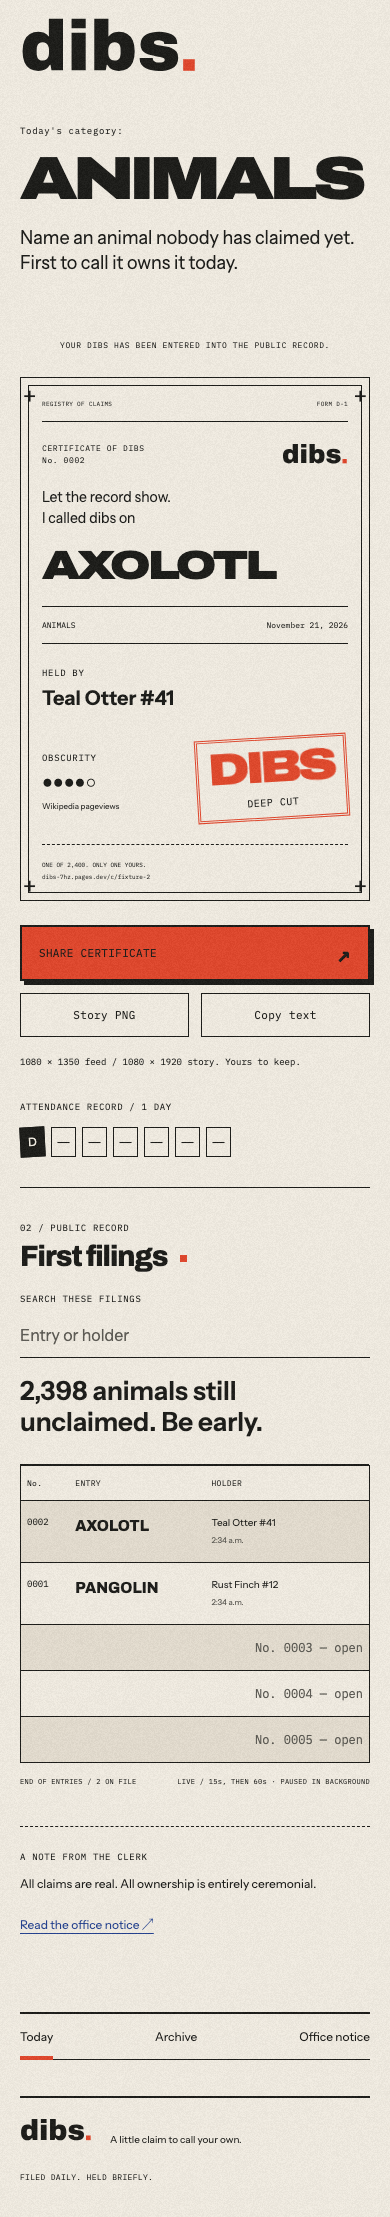 dibs.
Today's category:
ANIMALS
Name an animal nobody has claimed yet.
First to call it owns it today.
YOUR DIBS HAS BEEN ENTERED INTO THE PUBLIC RECORD.
REGISTRY OF CLAIMS FORM D-1
CERTIFICATE OF DIBS
No. 0002
dibs.
Let the record show.
I called dibs on
AXOLOTL
ANIMALS November 21, 2026
HELD BY
Teal Otter #41
OBSCURITY
●●●●○
Wikipedia pageviews
DIBS
DEEP CUT
ONE OF 2,400. ONLY ONE YOURS.
dibs-7hz.pages.dev/c/fixture-2
SHARE CERTIFICATE ↗
Story PNG Copy text
1080 × 1350 feed / 1080 × 1920 story. Yours to keep.
ATTENDANCE RECORD / 1 DAY
D — — — — — —
02 / PUBLIC RECORD
First filings
SEARCH THESE FILINGS
Entry or holder
2,398 animals still
unclaimed. Be early.
No. ENTRY HOLDER
0002 AXOLOTL Teal Otter #41
2:34 a.m.
0001 PANGOLIN Rust Finch #12
2:34 a.m.
No. 0003 — open
No. 0004 — open
No. 0005 — open
END OF ENTRIES / 2 ON FILE LIVE / 15s, THEN 60s · PAUSED IN BACKGROUND
A NOTE FROM THE CLERK
All claims are real. All ownership is entirely ceremonial.
Read the office notice ↗
Today Archive Office notice
dibs. A little claim to call your own.
FILED DAILY. HELD BRIEFLY.